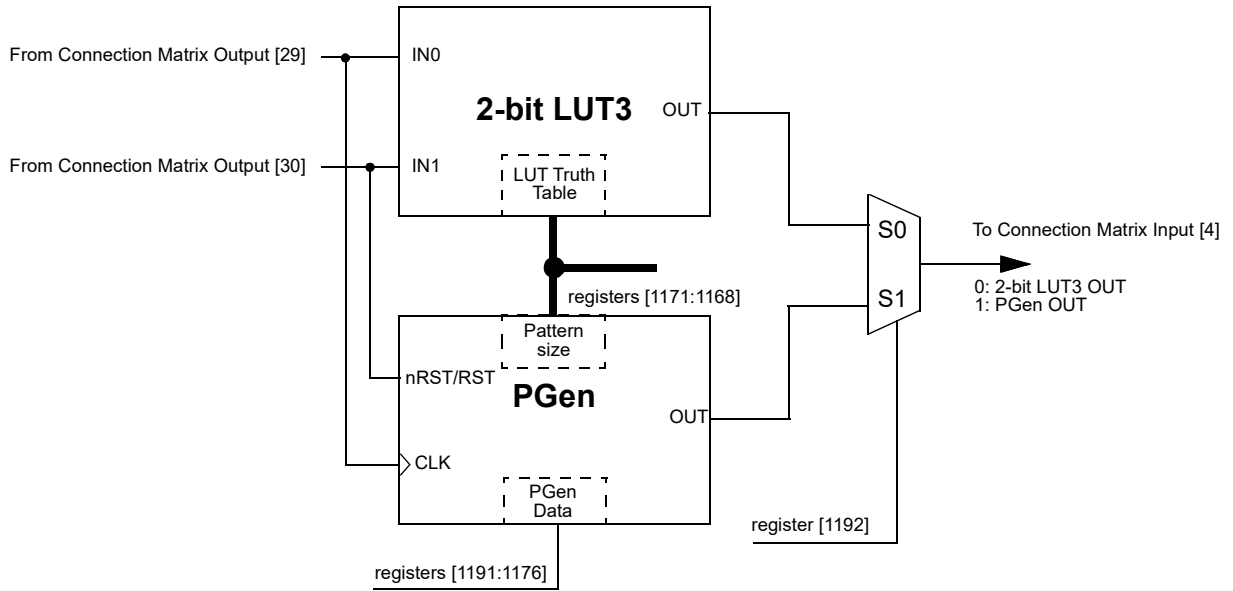 From Connection Matrix Output [29]
IN0
2-bit LUT3
OUT
From Connection Matrix Output [30]
IN1
LUT Truth
Table
S0
To Connection Matrix Input [4]
0: 2-bit LUT3 OUT
1: PGen OUT
S1
registers [1171:1168]
Pattern
size
nRST/RST
PGen
OUT
CLK
PGen
Data
register [1192]
registers [1191:1176]